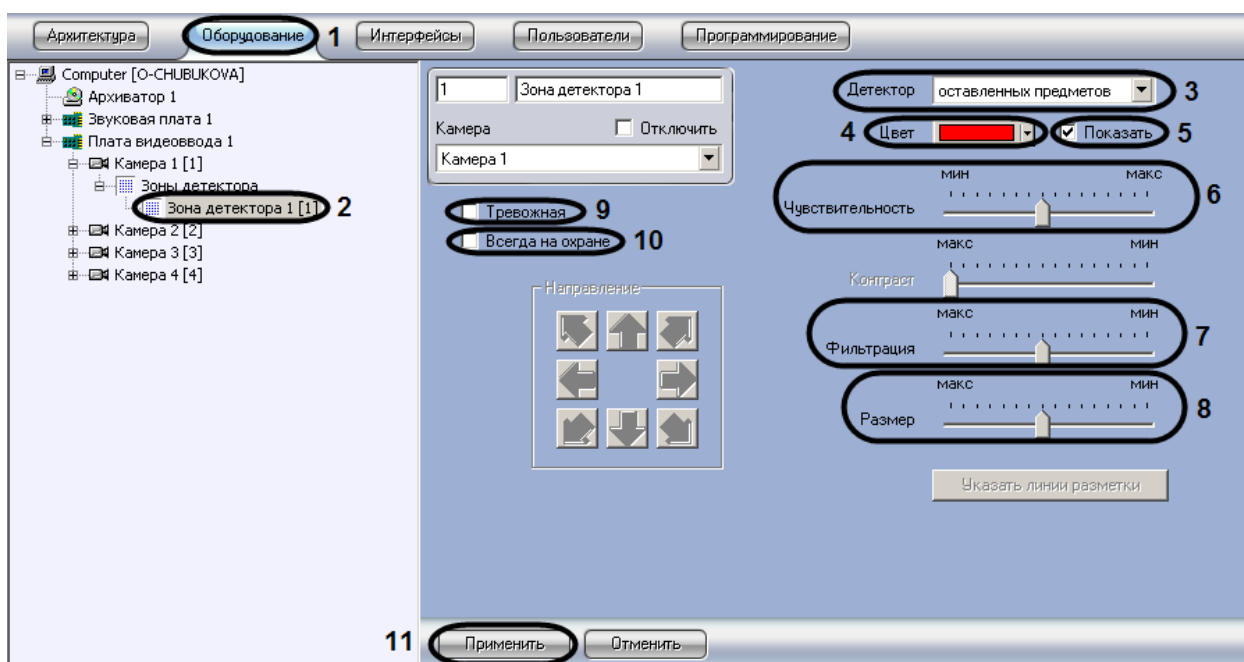 Архитектура Оборудование 1 Интерфейсы Пользователи Программирование
Computer [O-CHUBUKOVA]
Архиватор 1
Звуковая плата 1
Плата видеоввода 1
Камера 1 [1]
Зоны детектора
Зона детектора 1 [1] 2
Камера 2 [2]
Камера 3 [3]
Камера 4 [4]
1 Зона детектора 1
Камера Отключить
Камера 1
Тревожная 9
Всегда на охране 10
Направление
Детектор оставленных предметов 3
4 Цвет Показать 5
мин макс
Чувствительность 6
макс мин
Контраст
макс мин
Фильтрация 7
макс мин
Размер 8
Указать линии разметки
11 Применить Отменить